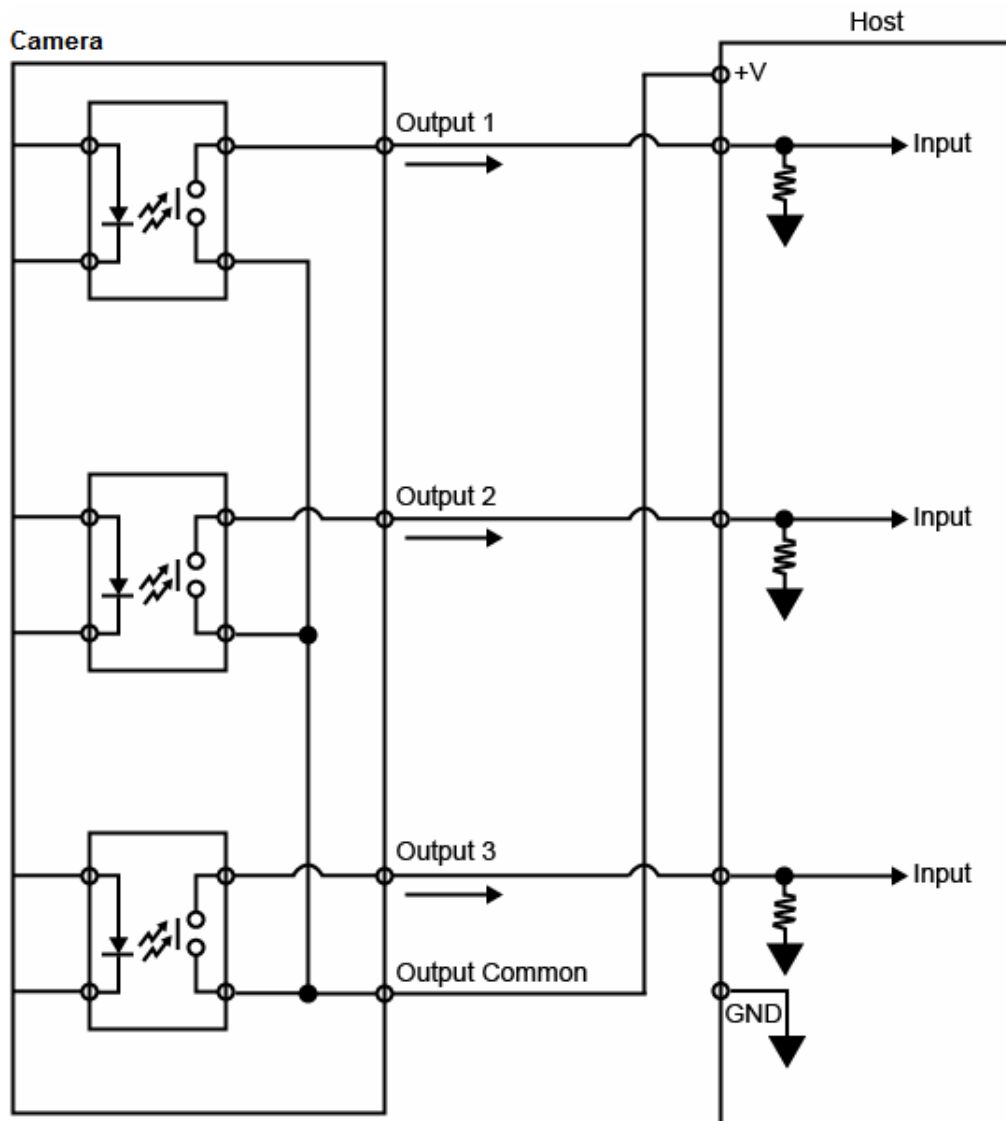 Host
Camera
+V
Output 1
Input
Output 2
Input
Output 3
Input
Output Common
GND